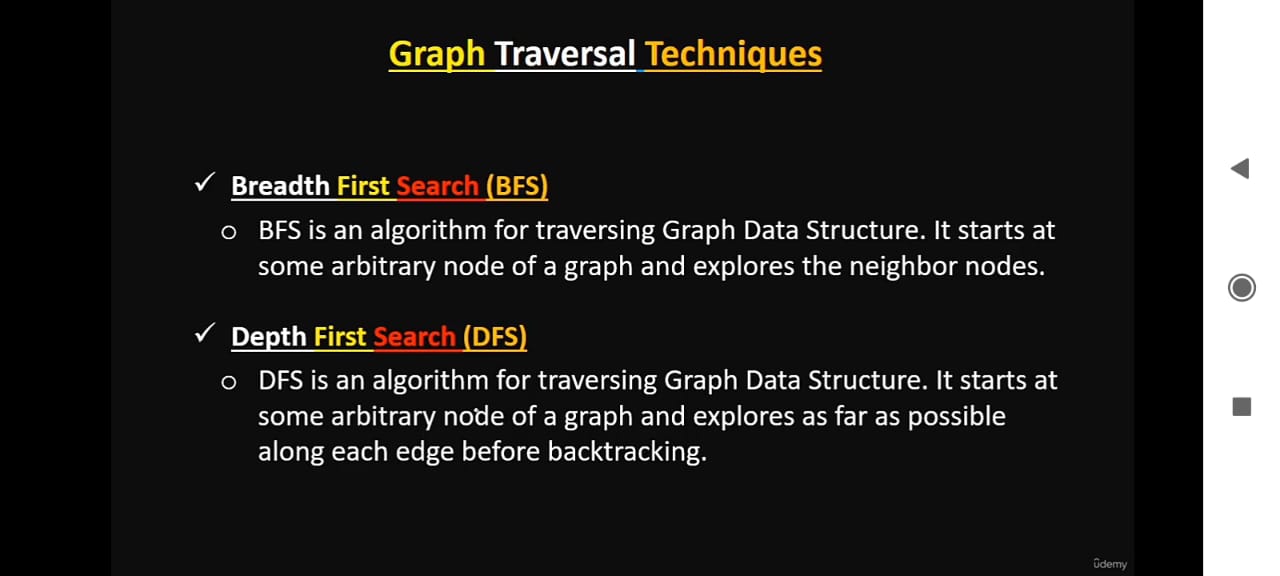 Graph Traversal Techniques
✓ Breadth First Search (BFS)
o BFS is an algorithm for traversing Graph Data Structure. It starts at
some arbitrary node of a graph and explores the neighbor nodes.
✓ Depth First Search (DFS)
o DFS is an algorithm for traversing Graph Data Structure. It starts at
some arbitrary node of a graph and explores as far as possible
along each edge before backtracking.
ûdemy